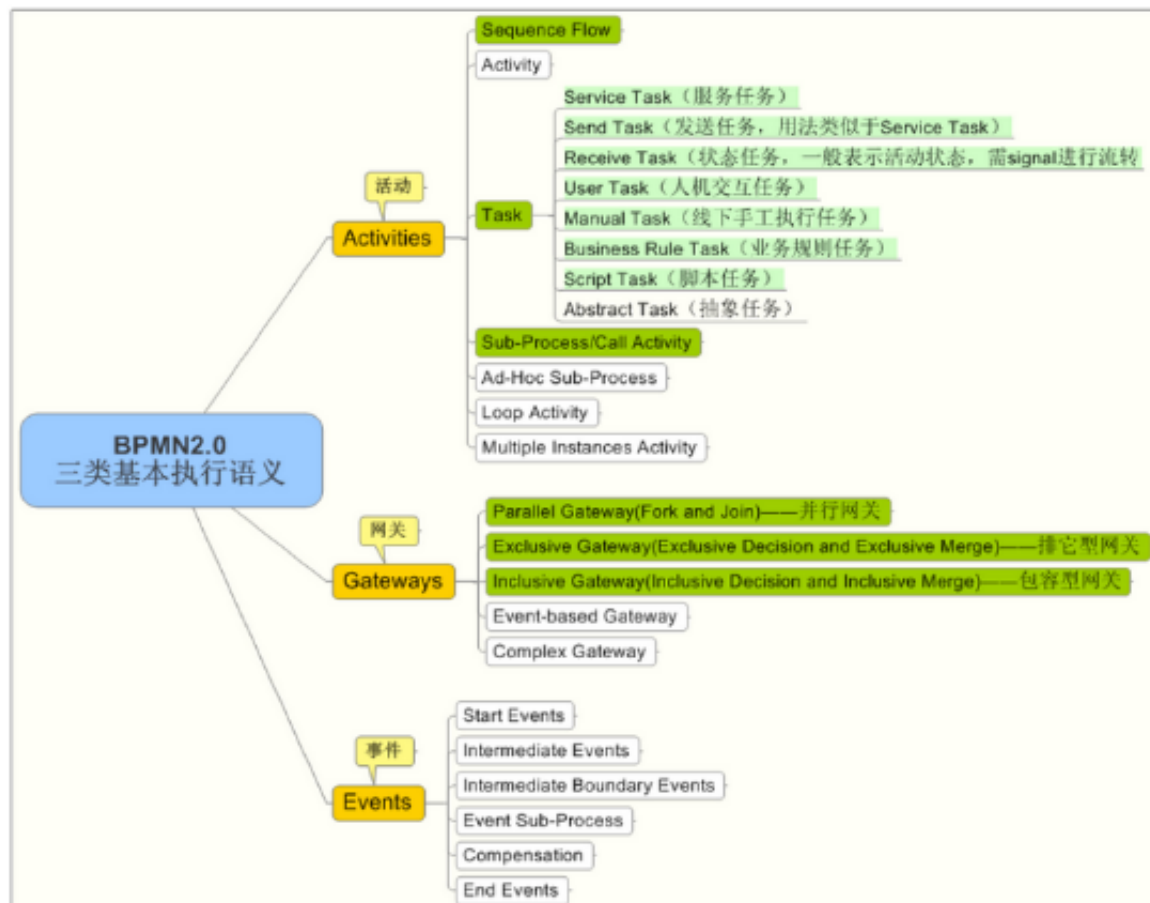 BPMN2.0
三类基本执行语义
活动
Activities
Sequence Flow
Activity
Task
Service Task（服务任务）
Send Task（发送任务，用法类似于Service Task）
Receive Task（状态任务，一般表示活动状态，需signal进行流转
User Task（人机交互任务）
Manual Task（线下手工执行任务）
Business Rule Task（业务规则任务）
Script Task（脚本任务）
Abstract Task（抽象任务）
Sub-Process/Call Activity
Ad-Hoc Sub-Process
Loop Activity
Multiple Instances Activity
网关
Gateways
Parallel Gateway(Fork and Join)——并行网关
Exclusive Gateway(Exclusive Decision and Exclusive Merge)——排它型网关
Inclusive Gateway(Inclusive Decision and Inclusive Merge)——包容型网关
Event-based Gateway
Complex Gateway
事件
Events
Start Events
Intermediate Events
Intermediate Boundary Events
Event Sub-Process
Compensation
End Events